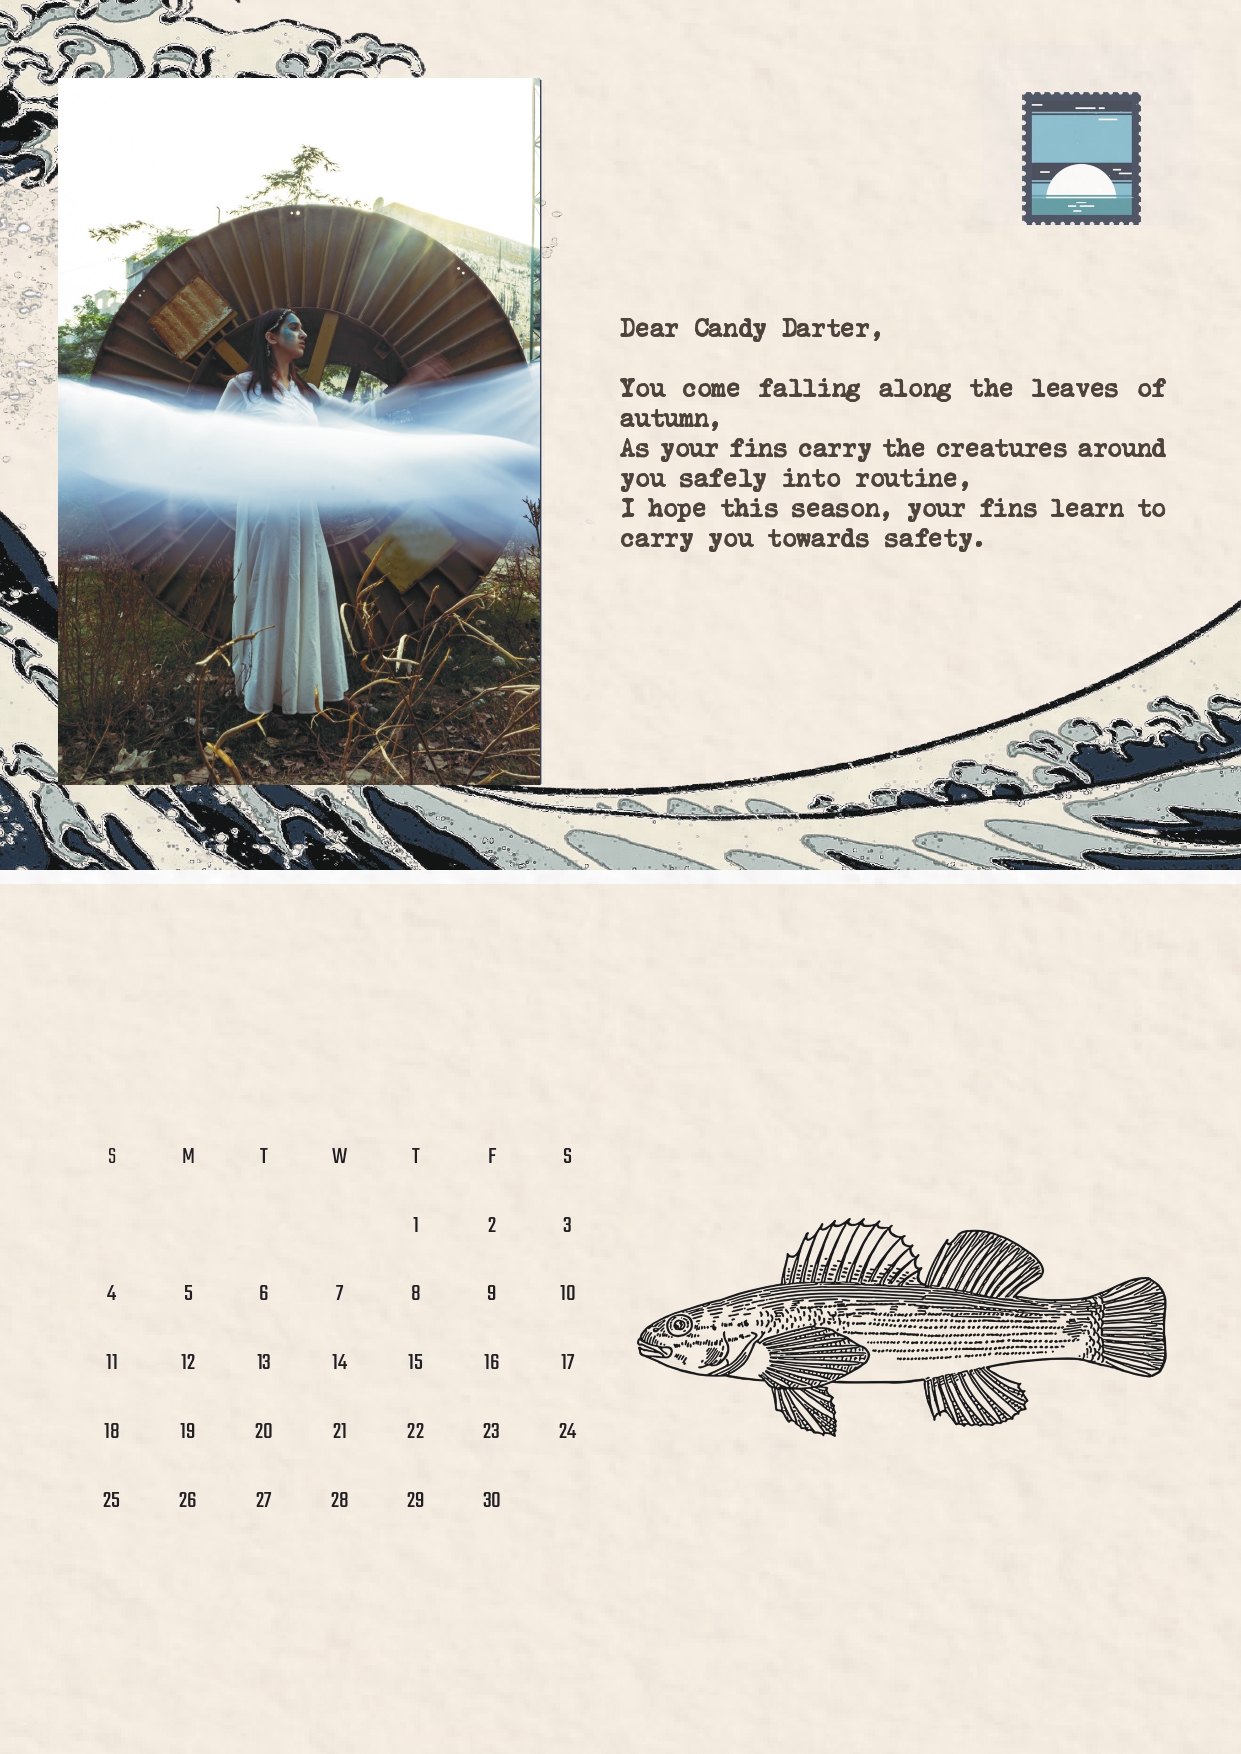 Dear Candy Darter,
You come falling along the leaves of
autumn,
As your fins carry the creatures around
you safely into routine,
I hope this season, your fins learn to
carry you towards safety.
S M T W T F S
1 2 3
4 5 6 7 8 9 10
11 12 13 14 15 16 17
18 19 20 21 22 23 24
25 26 27 28 29 30